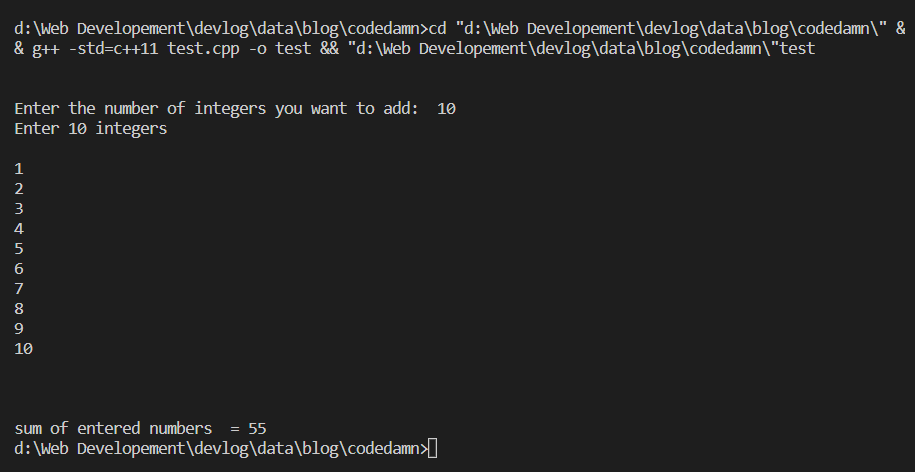 d:\Web Developement\devlog\data\blog\codedamn>cd "d:\Web Developement\devlog\data\blog\codedamn\" &
& g++ -std=c++11 test.cpp -o test && "d:\Web Developement\devlog\data\blog\codedamn\"test
Enter the number of integers you want to add:  10
Enter 10 integers
1
2
3
4
5
6
7
8
9
10
sum of entered numbers  = 55
d:\Web Developement\devlog\data\blog\codedamn>